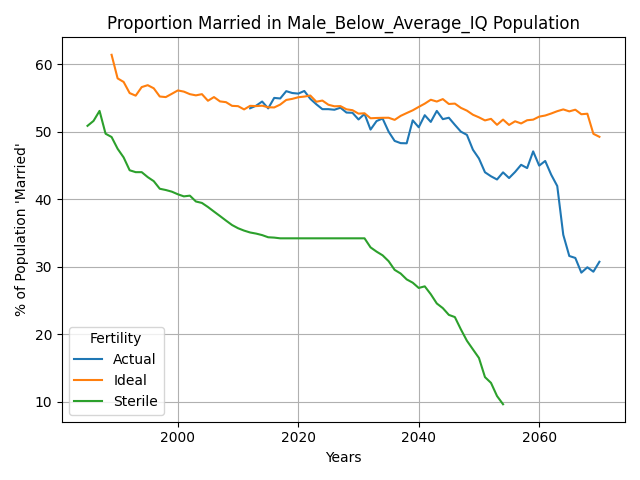 Proportion Married in Male_Below_Average_IQ Population
% of Population 'Married'
60
50
40
30
20
10
Fertility
Actual
Ideal
Sterile
2000 2020 2040 2060
Years